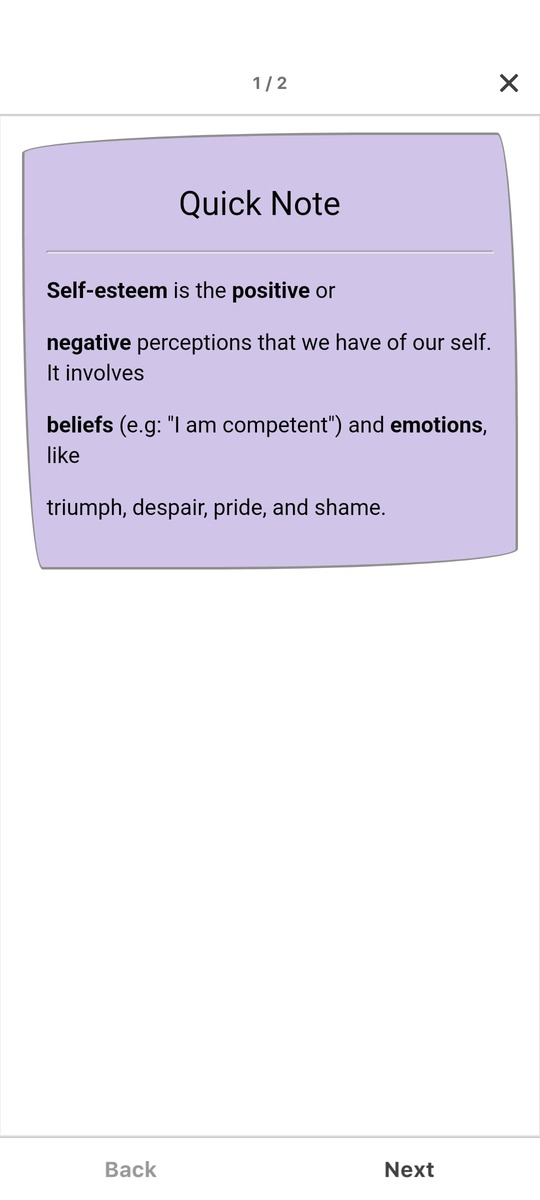 1 / 2
Quick Note
Self-esteem is the positive or
negative perceptions that we have of our self.
It involves
beliefs (e.g: "I am competent") and emotions,
like
triumph, despair, pride, and shame.
Back
Next